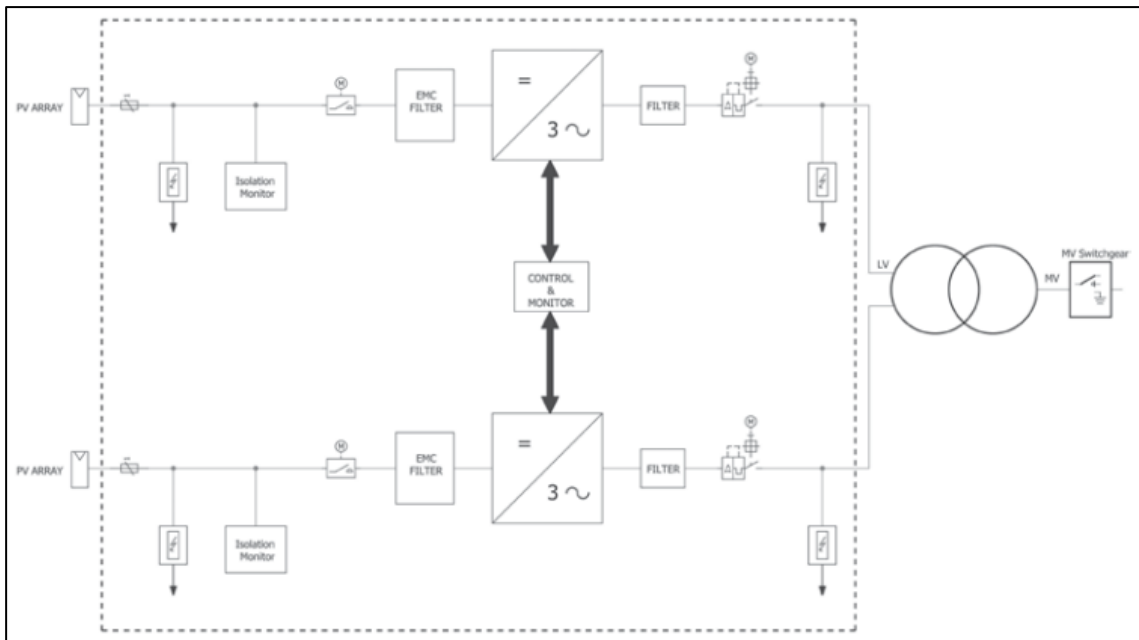 M
M
PV ARRAY
EMC
FILTER
=
3
FILTER
Isolation
Monitor
MV Switchgear
LV
MV
CONTROL
&
MONITOR
M
M
PV ARRAY
EMC
FILTER
=
3
FILTER
Isolation
Monitor